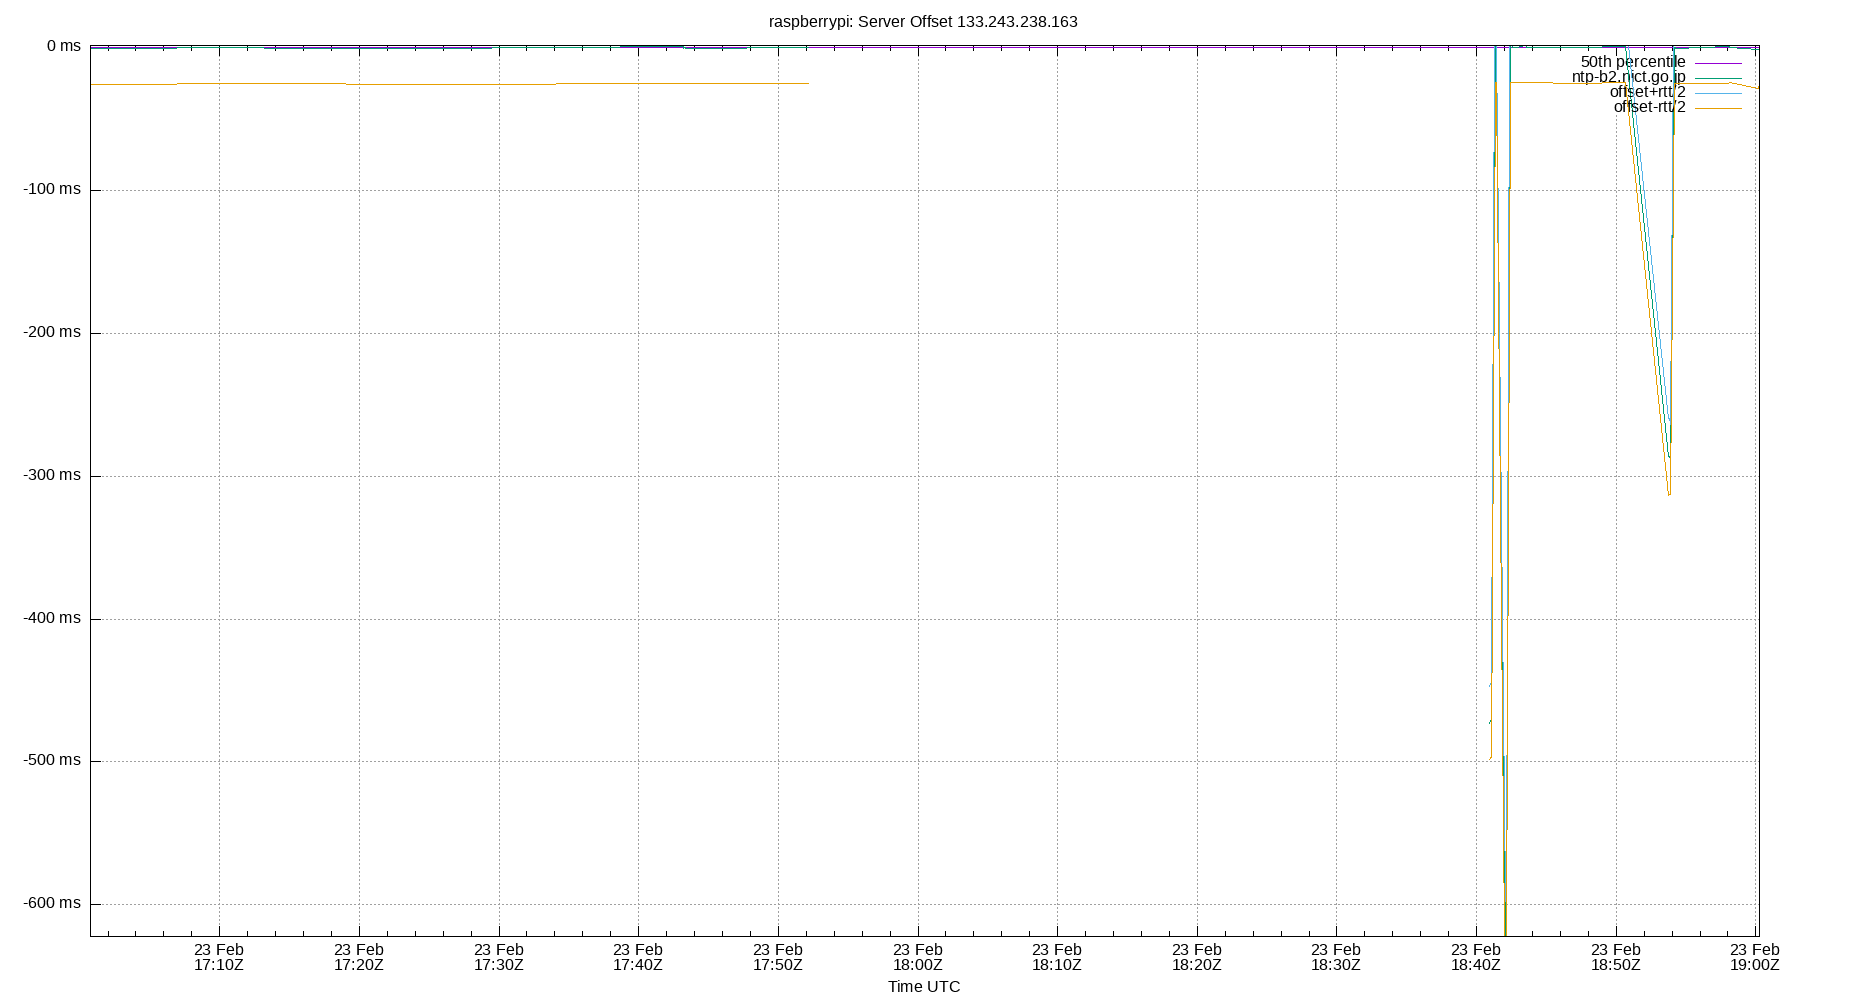 raspberrypi: Server Offset 133.243.238.163
0 ms
-100 ms
-200 ms
-300 ms
-400 ms
-500 ms
-600 ms
50th percentile
ntp-b2.nict.go.jp
offset+rtt/2
offset-rtt/2
23 Feb 23 Feb 23 Feb 23 Feb 23 Feb 23 Feb 23 Feb 23 Feb 23 Feb 23 Feb 23 Feb 23 Feb
17:10Z 17:20Z 17:30Z 17:40Z 17:50Z 18:00Z 18:10Z 18:20Z 18:30Z 18:40Z 18:50Z 19:00Z
Time UTC